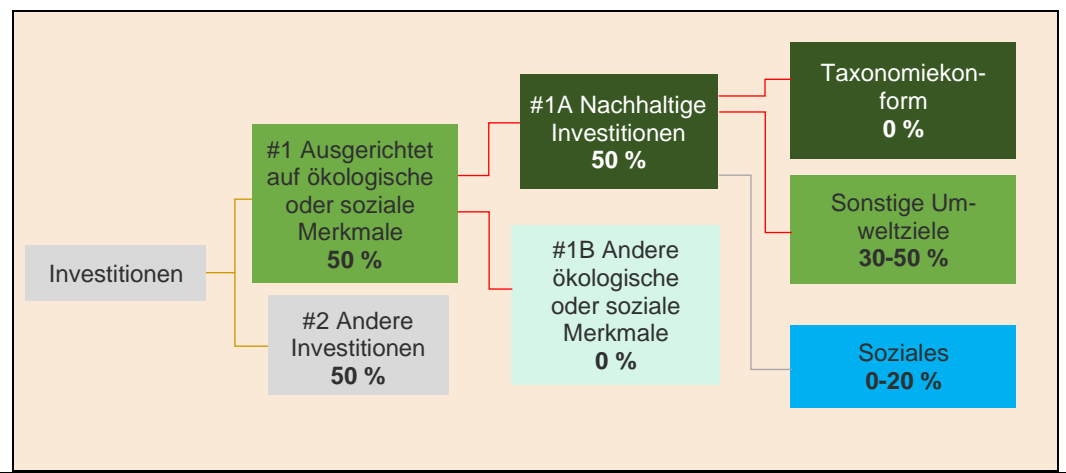 Investitionen
#1 Ausgerichtet
auf ökologische
oder soziale
Merkmale
50 %
#2 Andere
Investitionen
50 %
#1A Nachhaltige
Investitionen
50 %
#1B Andere
ökologische
oder soziale
Merkmale
0 %
Taxonomiekon-
form
0 %
Sonstige Um-
weltziele
30-50 %
Soziales
0-20 %